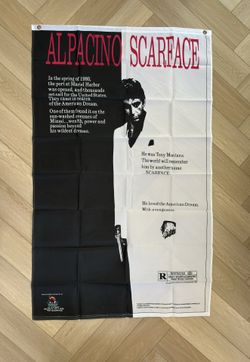 AL PACINO SCARFACE
In the spring of 1980,
the port at Mariel Harbor
was opened, and thousands
set sail for the United States.
They came in search
of the American Dream.
One of them found it on the
sun-washed avenues of
Miami...wealth, power and
passion beyond
his wildest dreams.
He was Tony Montana.
The world will remember
him by another name
SCARFACE.
He loved the American Dream.
With a vengeance.
R RESTRICTED